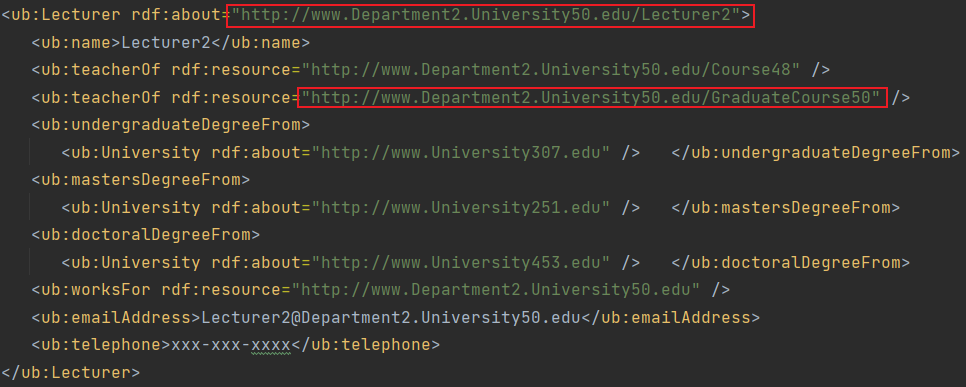 <ub:Lecturer rdf:about="http://www.Department2.University50.edu/Lecturer2">
<ub:name>Lecturer2</ub:name>
<ub:teacherOf rdf:resource="http://www.Department2.University50.edu/Course48" />
<ub:teacherOf rdf:resource="http://www.Department2.University50.edu/GraduateCourse50" />
<ub:undergraduateDegreeFrom>
<ub:University rdf:about="http://www.University307.edu" />   </ub:undergraduateDegreeFrom>
<ub:mastersDegreeFrom>
<ub:University rdf:about="http://www.University251.edu" />   </ub:mastersDegreeFrom>
<ub:doctoralDegreeFrom>
<ub:University rdf:about="http://www.University453.edu" />   </ub:doctoralDegreeFrom>
<ub:worksFor rdf:resource="http://www.Department2.University50.edu" />
<ub:emailAddress>Lecturer2@Department2.University50.edu</ub:emailAddress>
<ub:telephone>xxx-xxx-xxxx</ub:telephone>
</ub:Lecturer>